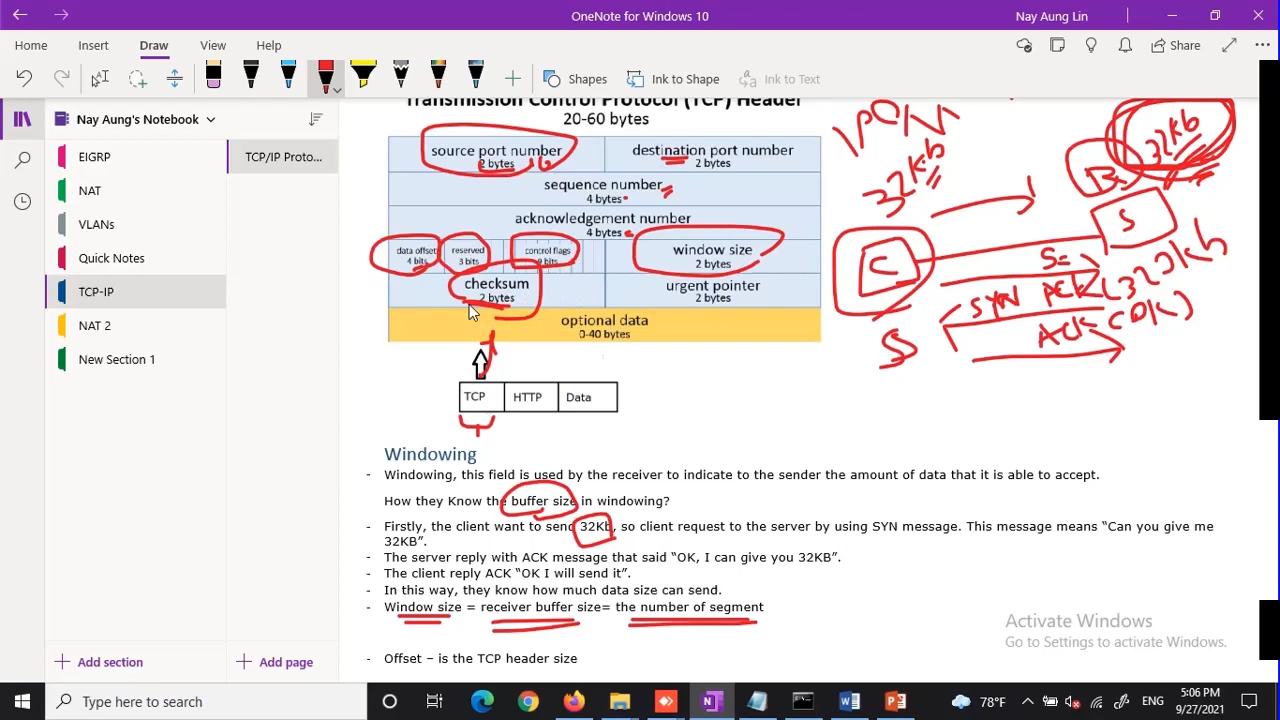 OneNote for Windows 10
Nay Aung Lin
Home Insert Draw View Help
Share
Shapes Ink to Shape Ink to Text
Nay Aung's Notebook
EIGRP
NAT
VLANs
Quick Notes
TCP-IP
NAT 2
New Section 1
Add section
TCP/IP Proto...
Add page
Transmission Control Protocol (TCP) Header
20-60 bytes
source port number
2 bytes
destination port number
2 bytes
sequence number
4 bytes
acknowledgement number
4 bytes
data offset
4 bits
reserved
3 bits
control flags
9 bits
window size
2 bytes
checksum
2 bytes
urgent pointer
2 bytes
optional data
0-40 bytes
TCP HTTP Data
32kb
32kb
S
C
SYN ACK (32)kb
ACK (OK)
S
Windowing
- Windowing, this field is used by the receiver to indicate to the sender the amount of data that it is able to accept.
How they Know the buffer size in windowing?
- Firstly, the client want to send 32Kb, so client request to the server by using SYN message. This message means “Can you give me
32KB”.
- The server reply with ACK message that said “OK, I can give you 32KB”.
- The client reply ACK “OK I will send it”.
- In this way, they know how much data size can send.
- Window size = receiver buffer size= the number of segment
- Offset – is the TCP header size
Activate Windows
Go to Settings to activate Windows.
Type here to search
78°F
ENG
5:06 PM
9/27/2021